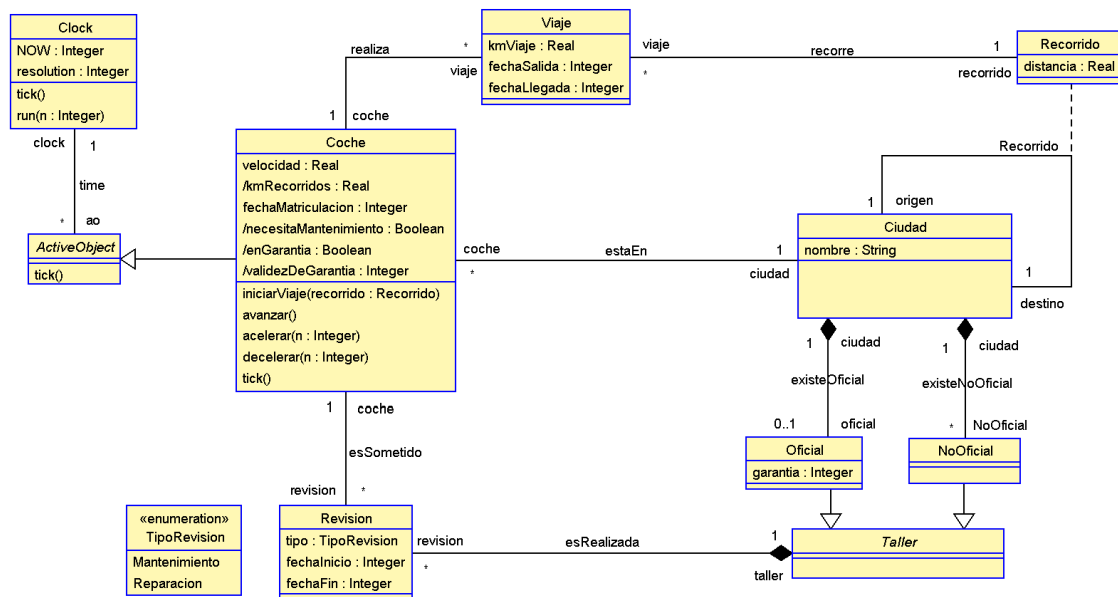 Clock
NOW : Integer
resolution : Integer
tick()
run(n : Integer)
clock
1
time
*
ao
ActiveObject
tick()
realiza
*
viaje
1
coche
Viaje
kmViaje : Real
fechaSalida : Integer
fechaLlegada : Integer
viaje
*
recorre
1
recorrido
Recorrido
distancia : Real
Recorrido
Coche
velocidad : Real
/kmRecorridos : Real
fechaMatriculacion : Integer
/necesitaMantenimiento : Boolean
/enGarantia : Boolean
/validezDeGarantia : Integer
iniciarViaje(recorrido : Recorrido)
avanzar()
acelerar(n : Integer)
decelerar(n : Integer)
tick()
coche
*
estaEn
1
ciudad
1
origen
Ciudad
nombre : String
1
destino
1
ciudad
existeOficial
0..1
oficial
1
ciudad
existeNoOficial
*
NoOficial
Oficial
garantia : Integer
NoOficial
1
coche
esSometido
revision
*
«enumeration»
TipoRevision
Mantenimiento
Reparacion
Revision
tipo : TipoRevision
fechaInicio : Integer
fechaFin : Integer
revision
*
esRealizada
1
taller
Taller